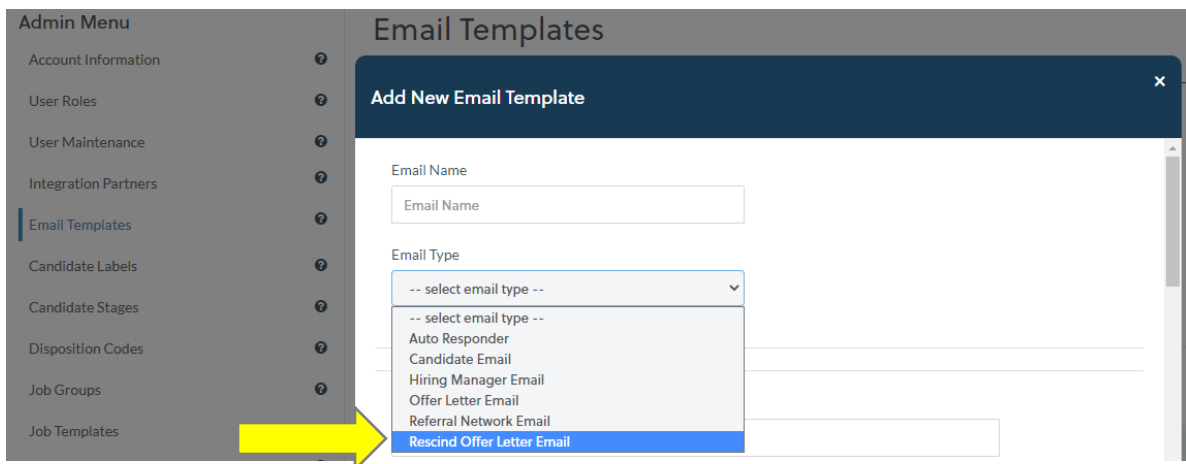 Admin Menu
Account Information
User Roles
User Maintenance
Integration Partners
Email Templates
Candidate Labels
Candidate Stages
Disposition Codes
Job Groups
Job Templates
Email Templates
Add New Email Template
×
Email Name
Email Name
Email Type
-- select email type --
-- select email type --
Auto Responder
Candidate Email
Hiring Manager Email
Offer Letter Email
Referral Network Email
Rescind Offer Letter Email